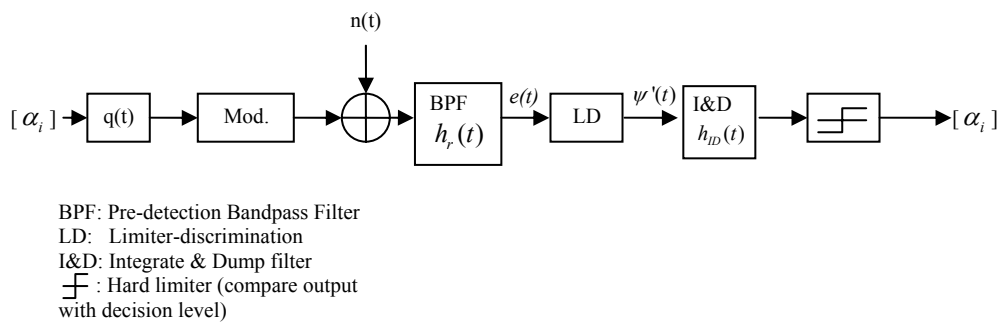 n(t)
[αᵢ]
q(t)
Mod.
BPF
hᵣ(t)
e(t)
LD
ψ'(t)
I&D
h_ID(t)
[αᵢ]
BPF: Pre-detection Bandpass Filter
LD: Limiter-discrimination
I&D: Integrate & Dump filter
: Hard limiter (compare output
with decision level)